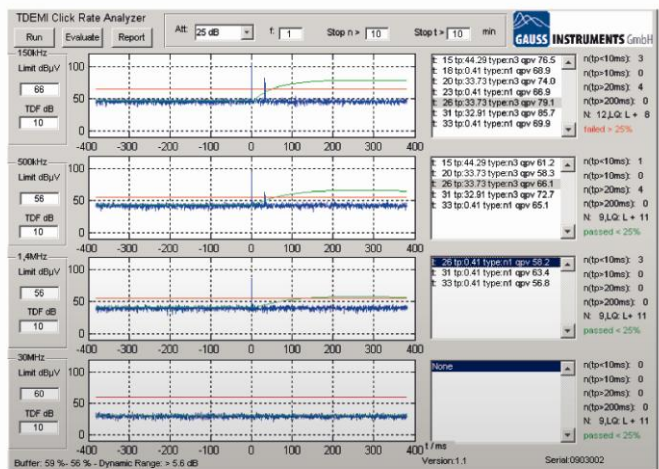 TDEMI Click Rate Analyzer
Run Evaluate Report
Att: 25 dB f: 1 Stop n > 10 Stop t > 10 min
GAUSS INSTRUMENTS GmbH
150kHz
Limit dBµV
66
TDF dB
10
100
50
0
-400 -300 -200 -100 0 100 200 300 400
t: 15 tp:44.29 type:n3 qpv 76.5
t: 18 tp:0.41 type:n1 qpv 68.9
t: 20 tp:33.73 type:n3 qpv 74.0
t: 23 tp:0.41 type:n1 qpv 66.9
t: 26 tp:33.73 type:n3 qpv 79.1
t: 31 tp:32.91 type:n3 qpv 85.7
t: 33 tp:0.41 type:n1 qpv 69.9
n(tp<10ms): 3
n(tp>10ms): 0
n(tp>20ms): 4
n(tp>200ms): 0
N: 12,LQ: L + 8
failed > 25%
500kHz
Limit dBµV
56
TDF dB
10
100
50
0
-400 -300 -200 -100 0 100 200 300 400
t: 15 tp:44.29 type:n3 qpv 61.2
t: 20 tp:33.73 type:n3 qpv 58.3
t: 26 tp:33.73 type:n3 qpv 66.1
t: 31 tp:32.91 type:n3 qpv 72.7
t: 33 tp:0.41 type:n1 qpv 65.1
n(tp<10ms): 1
n(tp>10ms): 0
n(tp>20ms): 4
n(tp>200ms): 0
N: 9,LQ: L + 11
passed < 25%
1,4MHz
Limit dBµV
56
TDF dB
10
100
50
0
-400 -300 -200 -100 0 100 200 300 400
t: 26 tp:0.41 type:n1 qpv 58.2
t: 31 tp:0.41 type:n1 qpv 63.4
t: 33 tp:0.41 type:n1 qpv 56.8
n(tp<10ms): 3
n(tp>10ms): 0
n(tp>20ms): 0
n(tp>200ms): 0
N: 9,LQ: L + 11
passed < 25%
30MHz
Limit dBµV
60
TDF dB
10
100
50
0
-400 -300 -200 -100 0 100 200 300 400
t / ms
None
n(tp<10ms): 0
n(tp>10ms): 0
n(tp>20ms): 0
n(tp>200ms): 0
N: 9,LQ: L + 11
passed < 25%
Buffer: 59 %- 56 % - Dynamic Range: > 5.6 dB
Version:1.1
Serial:0903002